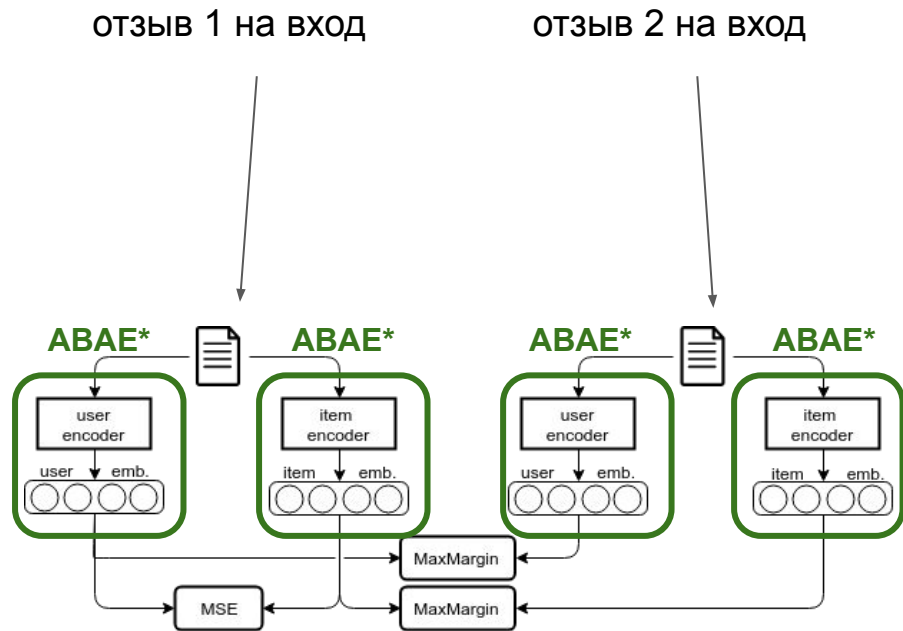 отзыв 1 на вход
отзыв 2 на вход
ABAE*
ABAE*
ABAE*
ABAE*
user
encoder
user emb.
item
encoder
item emb.
user
encoder
user emb.
item
encoder
item emb.
MaxMargin
MSE
MaxMargin